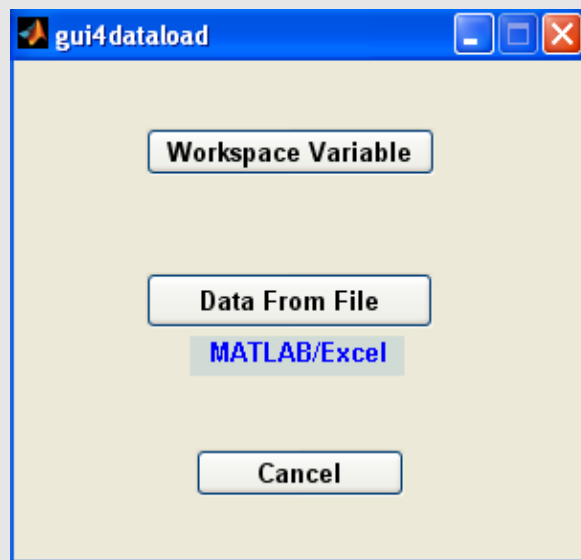 gui4dataload
Workspace Variable
Data From File
MATLAB/Excel
Cancel